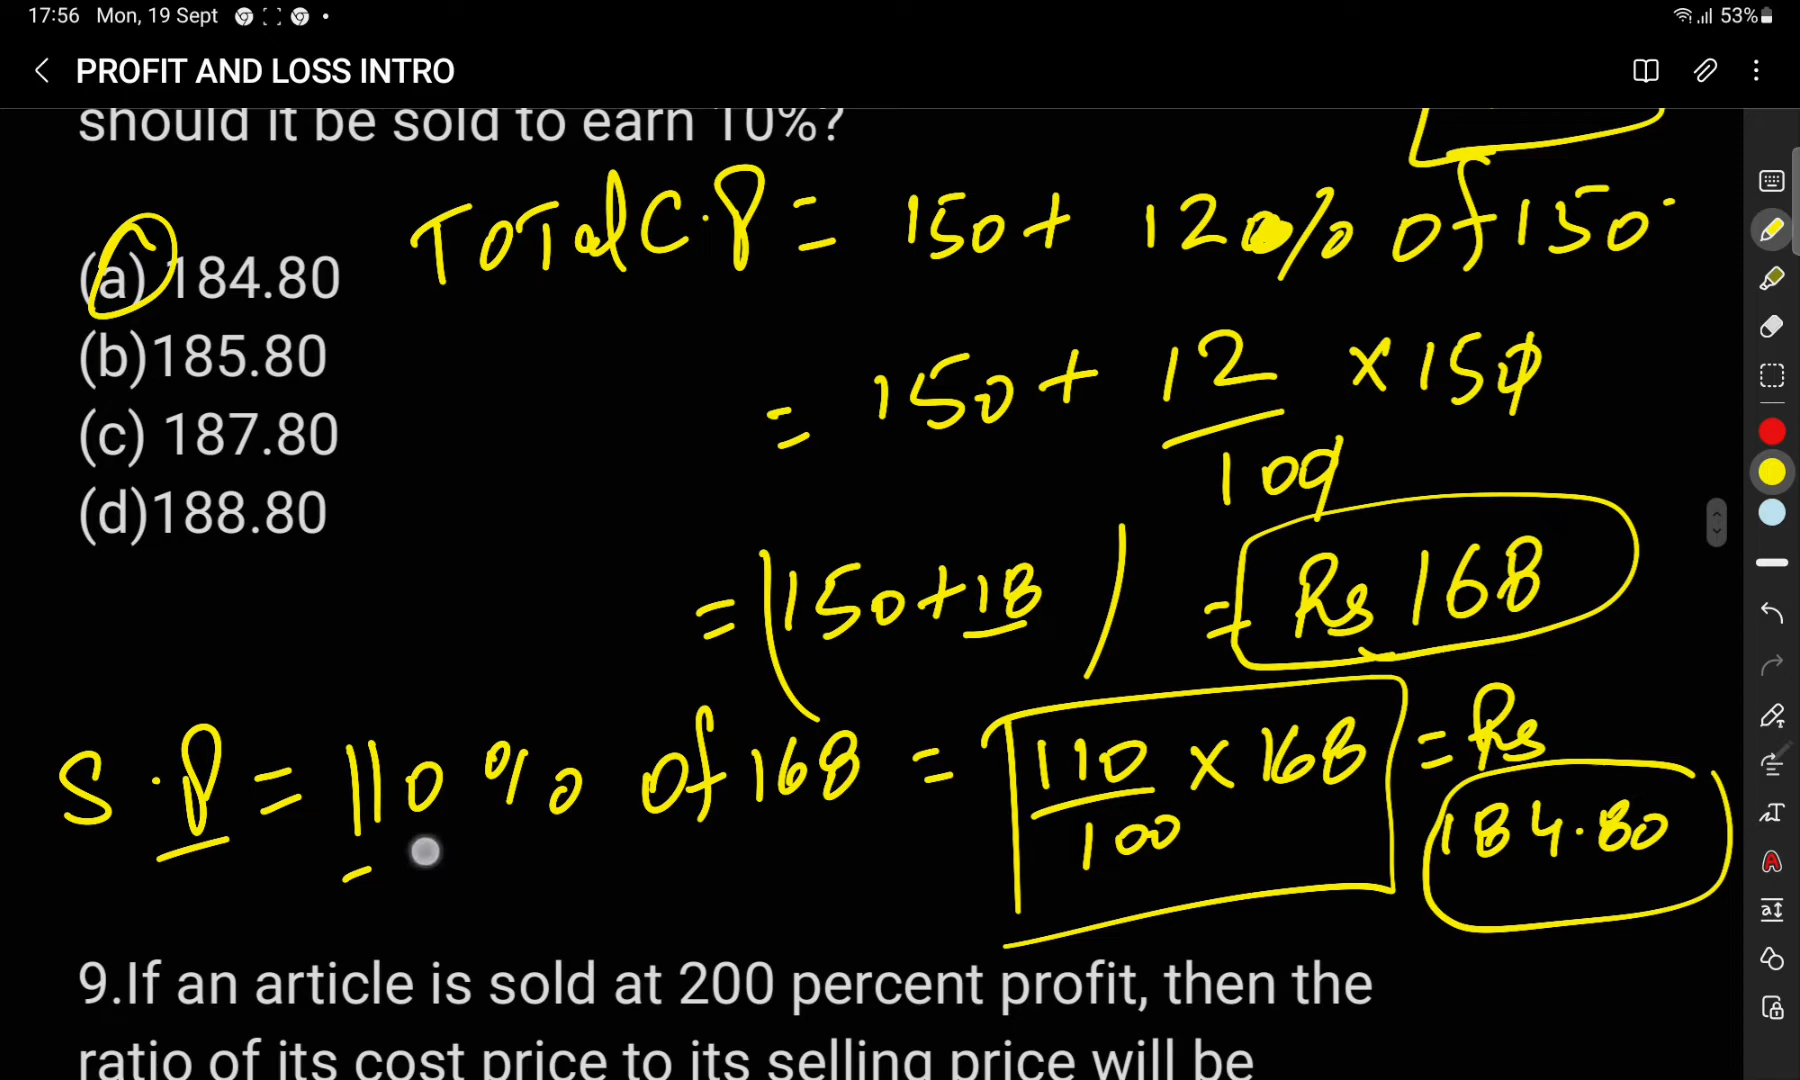 17:56 Mon, 19 Sept 53%
PROFIT AND LOSS INTRO
should it be sold to earn 10%?
Total C.P = 150 + 12% of 150
(a) 184.80
(b)185.80
= 150 + 12/100 × 150
(c) 187.80
(d)188.80
= (150+18) = Rs 168
S.P = 110% of 168 = 110/100 × 168 = Rs 184.80
9.If an article is sold at 200 percent profit, then the
ratio of its cost price to its selling price will be